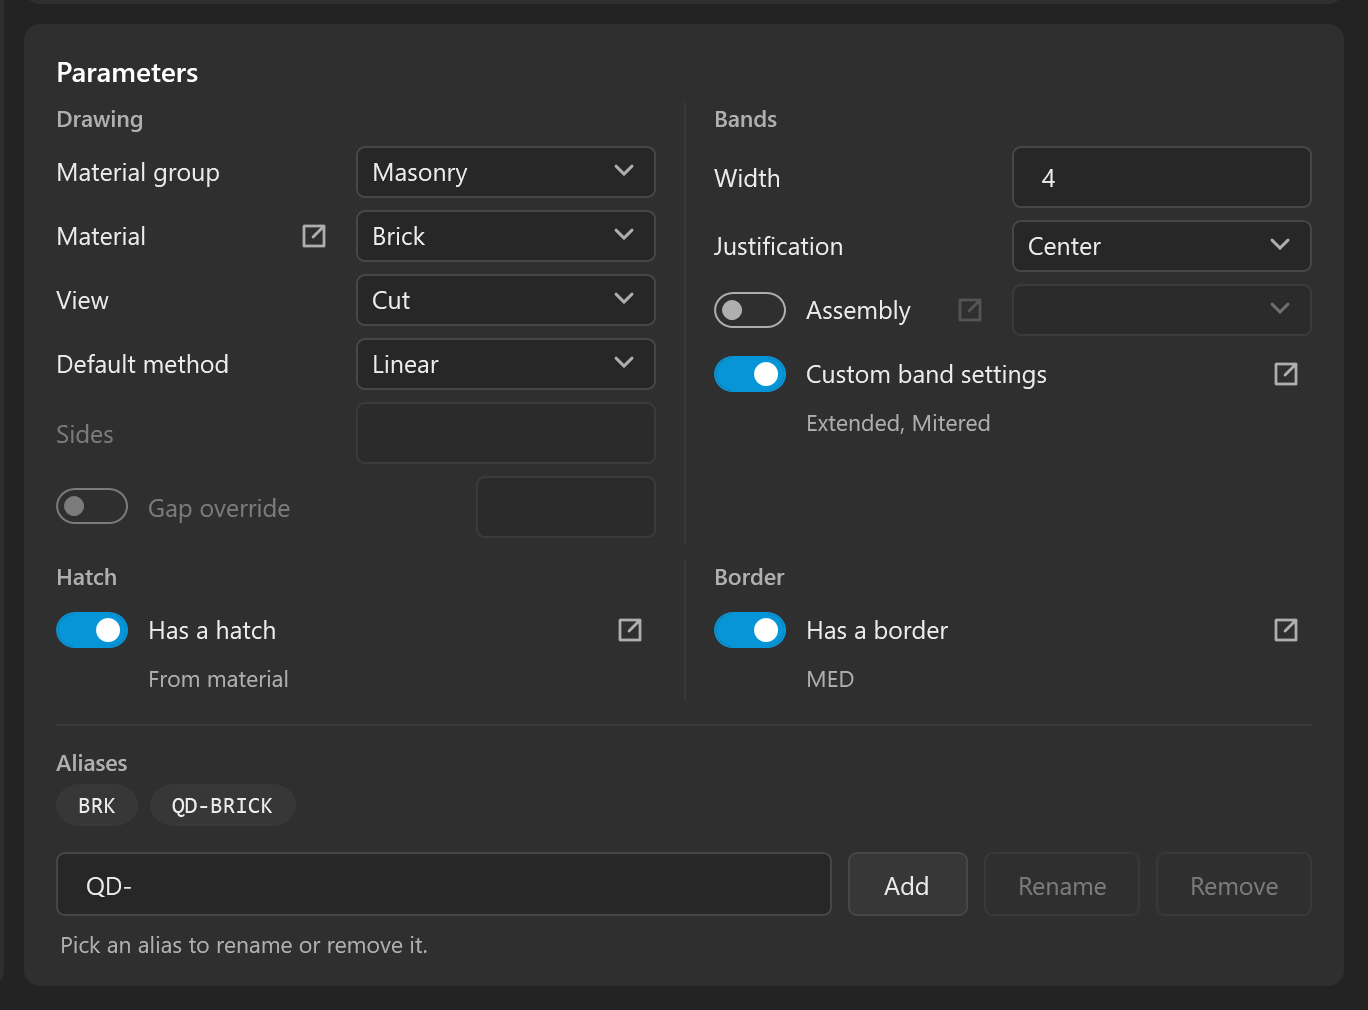 Parameters
Drawing
Material group
Masonry
Material
Brick
View
Cut
Default method
Linear
Sides
Gap override
Bands
Width
4
Justification
Center
Assembly
Custom band settings
Extended, Mitered
Hatch
Has a hatch
From material
Border
Has a border
MED
Aliases
BRK
QD-BRICK
QD-
Add
Rename
Remove
Pick an alias to rename or remove it.